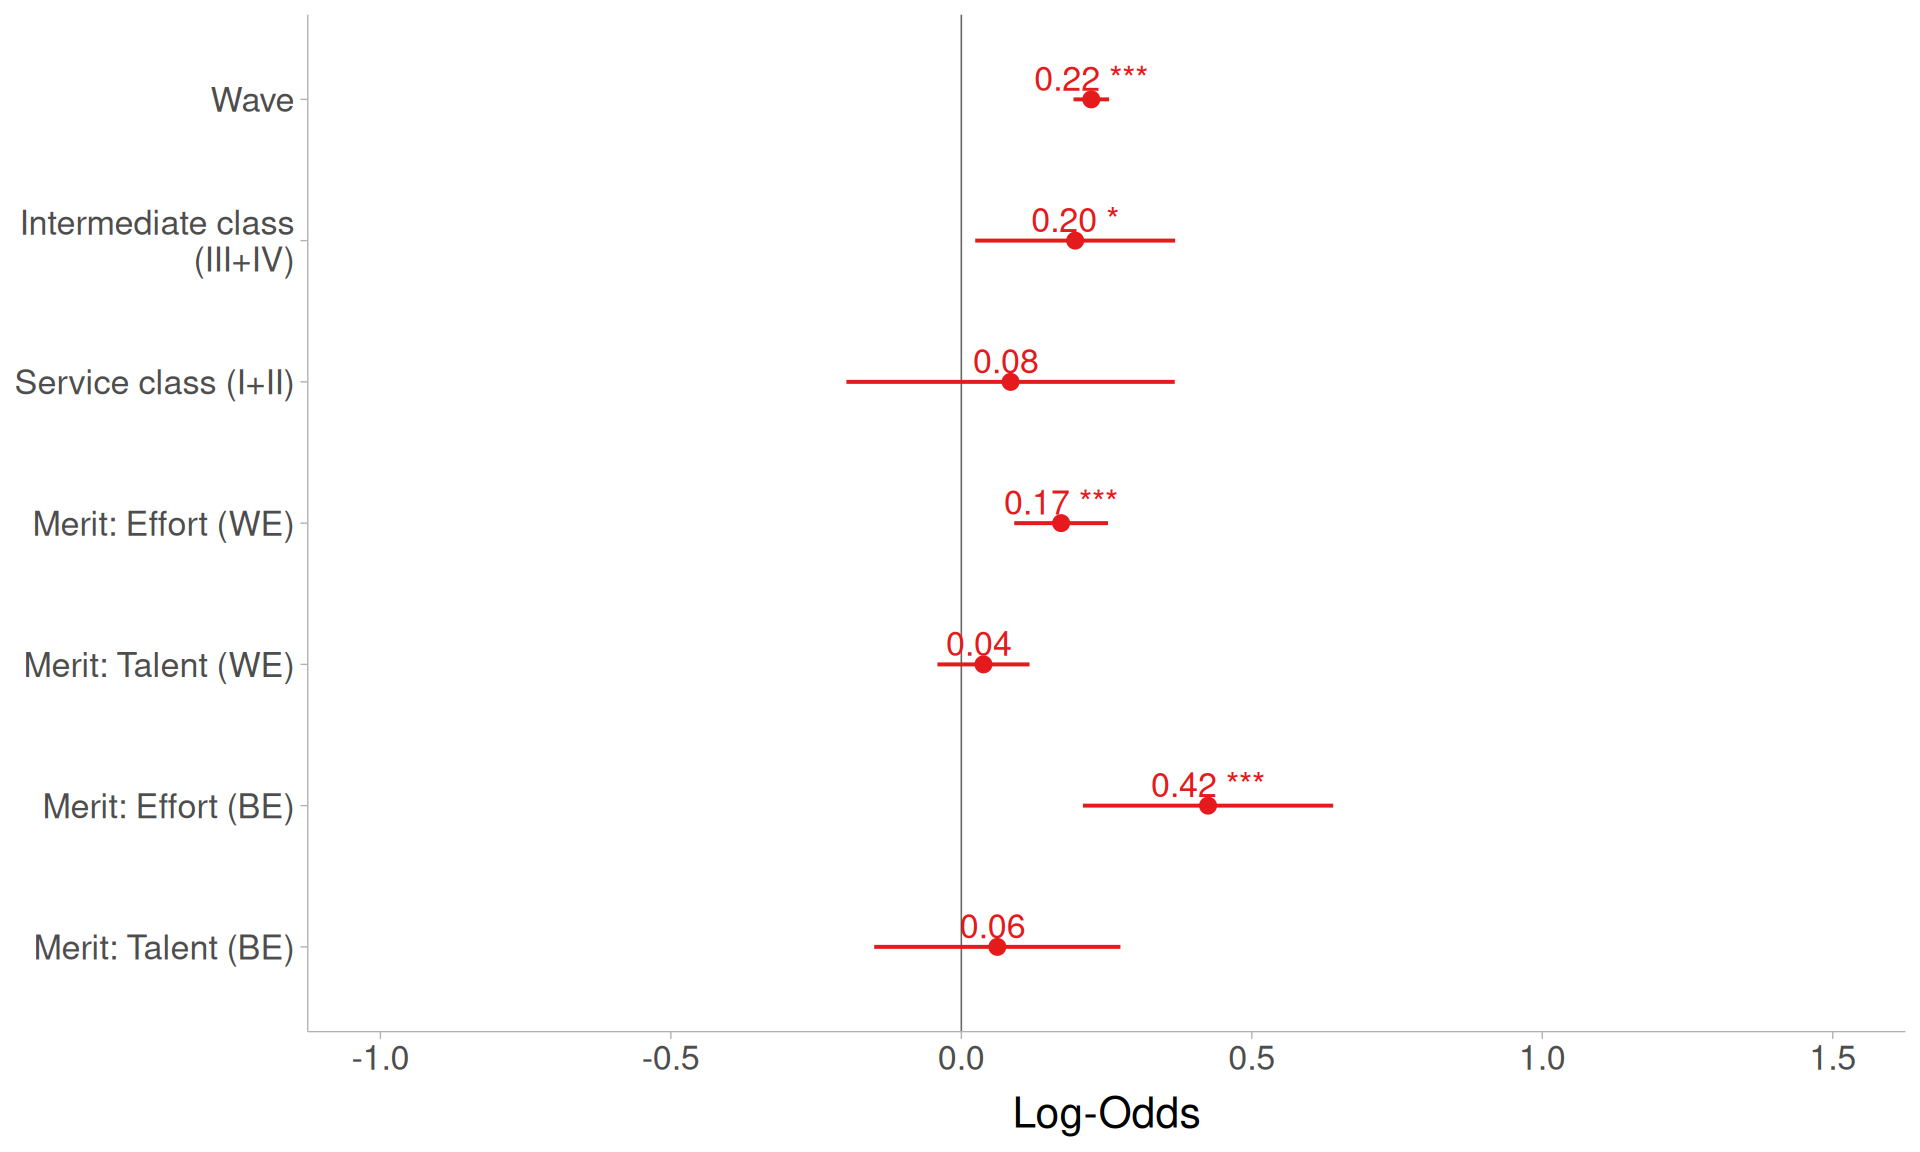 Wave
0.22 ***
Intermediate class
(III+IV)
0.20 *
Service class (I+II)
0.08
Merit: Effort (WE)
0.17 ***
Merit: Talent (WE)
0.04
Merit: Effort (BE)
0.42 ***
Merit: Talent (BE)
0.06
-1.0 -0.5 0.0 0.5 1.0 1.5
Log-Odds